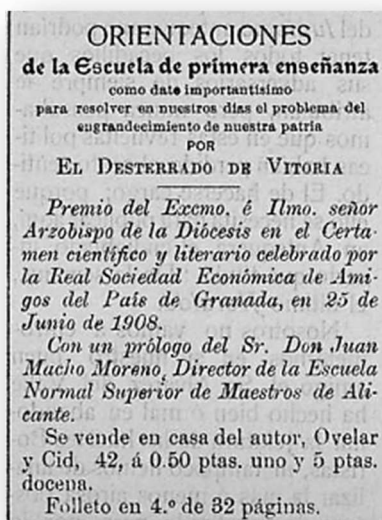 ORIENTACIONES
de la Escuela de primera enseñanza
como dato importantísimo
para resolver en nuestros días el problema del
engrandecimiento de nuestra patria
POR
EL DESTERRADO DE VITORIA
Premio del Excmo. é Ilmo. señor
Arzobispo de la Diócesis en el Certa-
men científico y literario celebrado por
la Real Sociedad Económica de Ami-
gos del País de Granada, en 25 de
Junio de 1908.
Con un prólogo del Sr. Don Juan
Macho Moreno, Director de la Escuela
Normal Superior de Maestros de Ali-
cante.
Se vende en casa del autor, Ovelar
y Cid, 42, á 0.50 ptas. uno y 5 ptas.
docena.
Folleto en 4.º de 32 páginas.